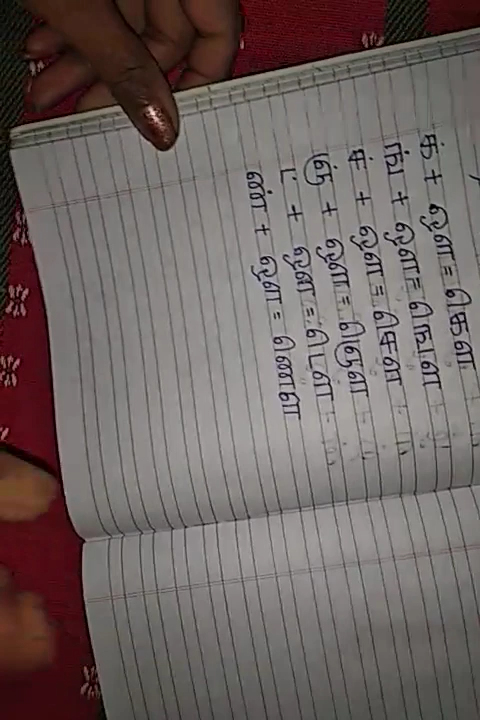 க் + ஔ = கௌ
ங் + ஔ = ஙௌ
ச் + ஔ = சௌ
ஞ் + ஔ = ஞௌ
ட் + ஔ = டௌ
ண் + ஔ = ணௌ